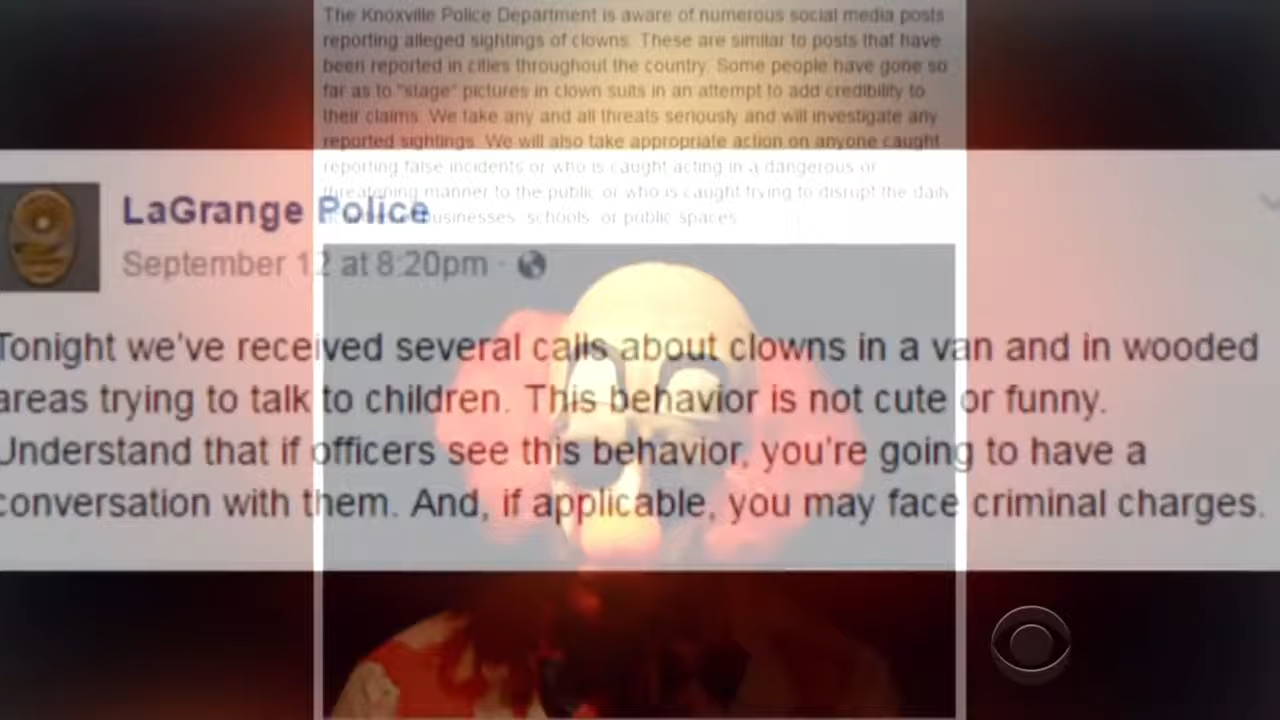 The Knoxville Police Department is aware of numerous social media posts
reporting alleged sightings of clowns. These are similar to posts that have
been reported in cities throughout the country. Some people have gone so
far as to "stage" pictures in clown suits in an attempt to add credibility to
their claims. We take any and all threats seriously and will investigate any
reported sightings. We will also take appropriate action on anyone caught
reporting false incidents or who is caught acting in a dangerous or
threatening manner to the public or who is caught trying to disrupt the daily
businesses, schools, or public spaces.
LaGrange Police
September 12 at 8:20pm
Tonight we've received several calls about clowns in a van and in wooded
areas trying to talk to children. This behavior is not cute or funny.
Understand that if officers see this behavior, you're going to have a
conversation with them. And, if applicable, you may face criminal charges.